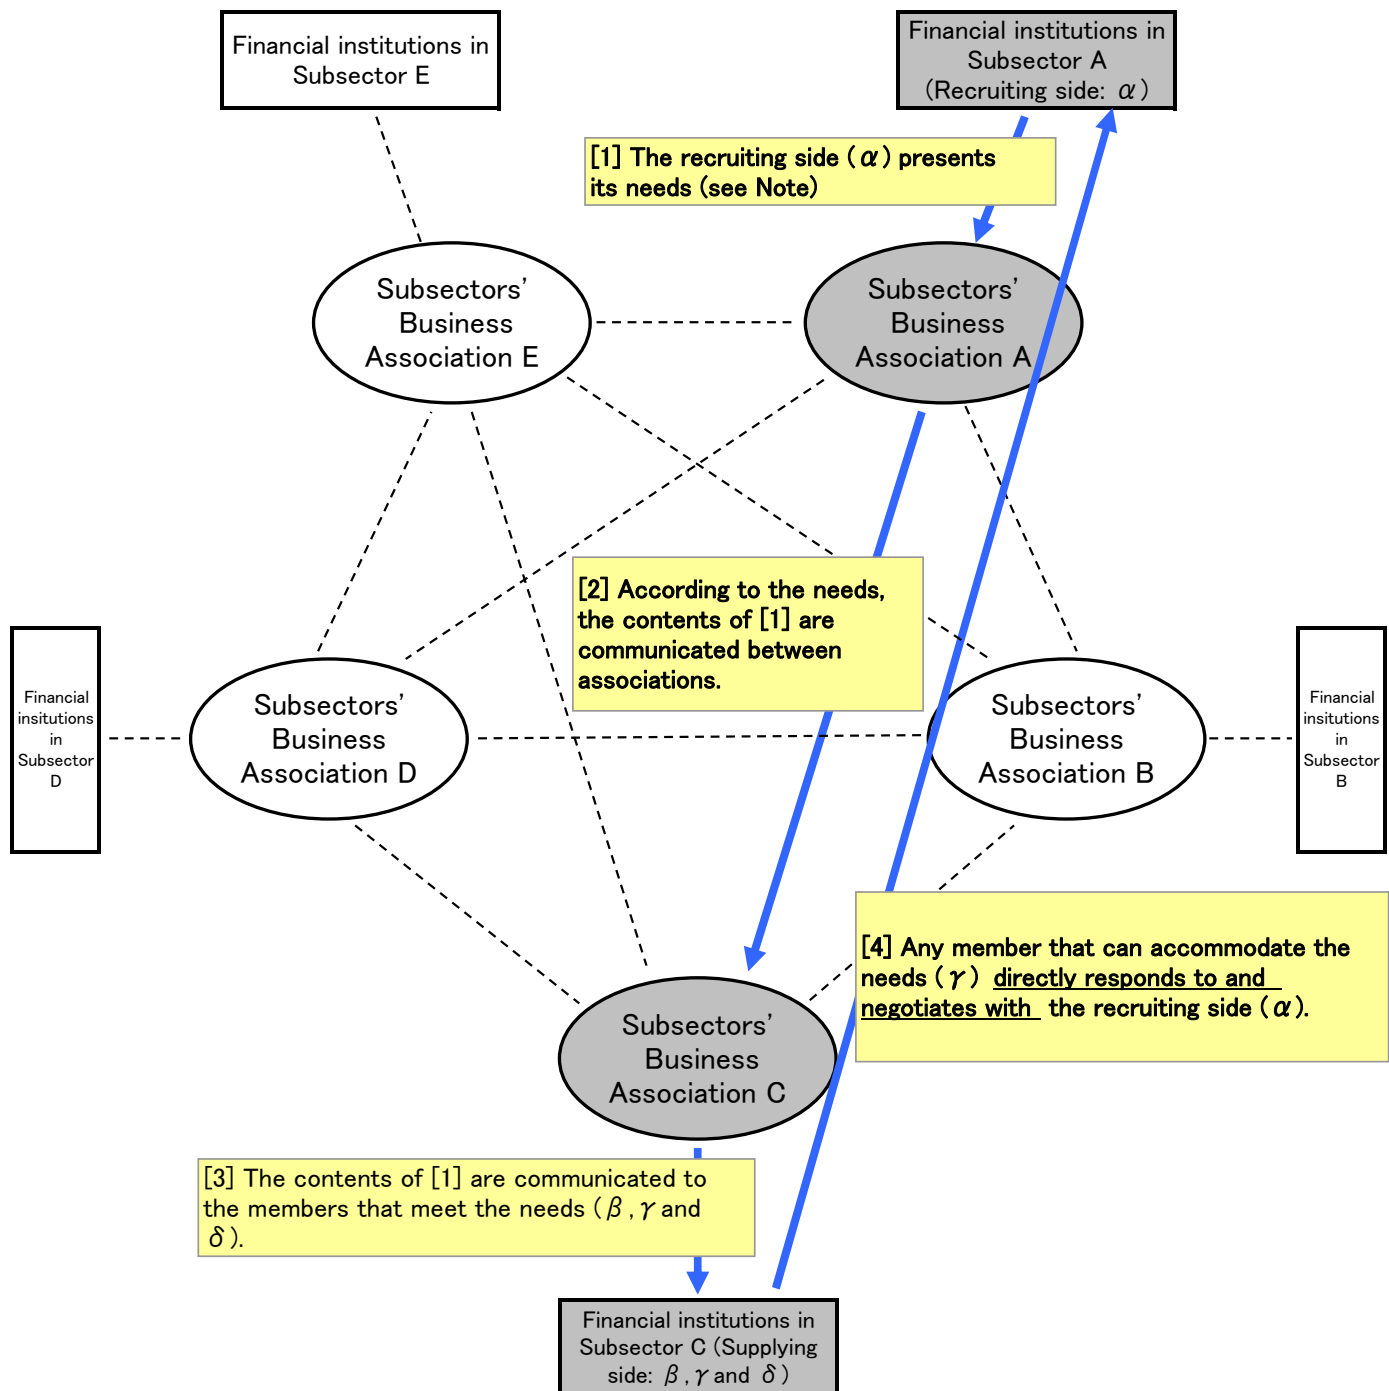 Financial institutions in
Subsector E
Financial institutions in
Subsector A
(Recruiting side: α)
[1] The recruiting side (α) presents
its needs (see Note)
Subsectors'
Business
Association E
Subsectors'
Business
Association A
[2] According to the needs,
the contents of [1] are
communicated between
associations.
Financial
insitutions
in
Subsector
D
Subsectors'
Business
Association D
Subsectors'
Business
Association B
Financial
insitutions
in
Subsector
B
[4] Any member that can accommodate the
needs (γ) directly responds to and
negotiates with the recruiting side (α).
Subsectors'
Business
Association C
[3] The contents of [1] are communicated to
the members that meet the needs (β, γ and
δ).
Financial institutions in
Subsector C (Supplying
side: β, γ and δ)